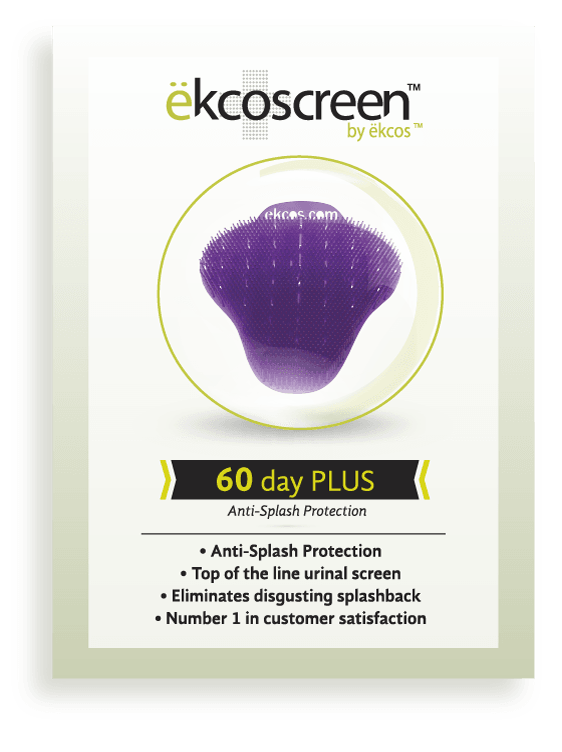 ëkcoscreen™
by ëkcos™
ekcos.com
60 day PLUS
Anti-Splash Protection
• Anti-Splash Protection
• Top of the line urinal screen
• Eliminates disgusting splashback
• Number 1 in customer satisfaction